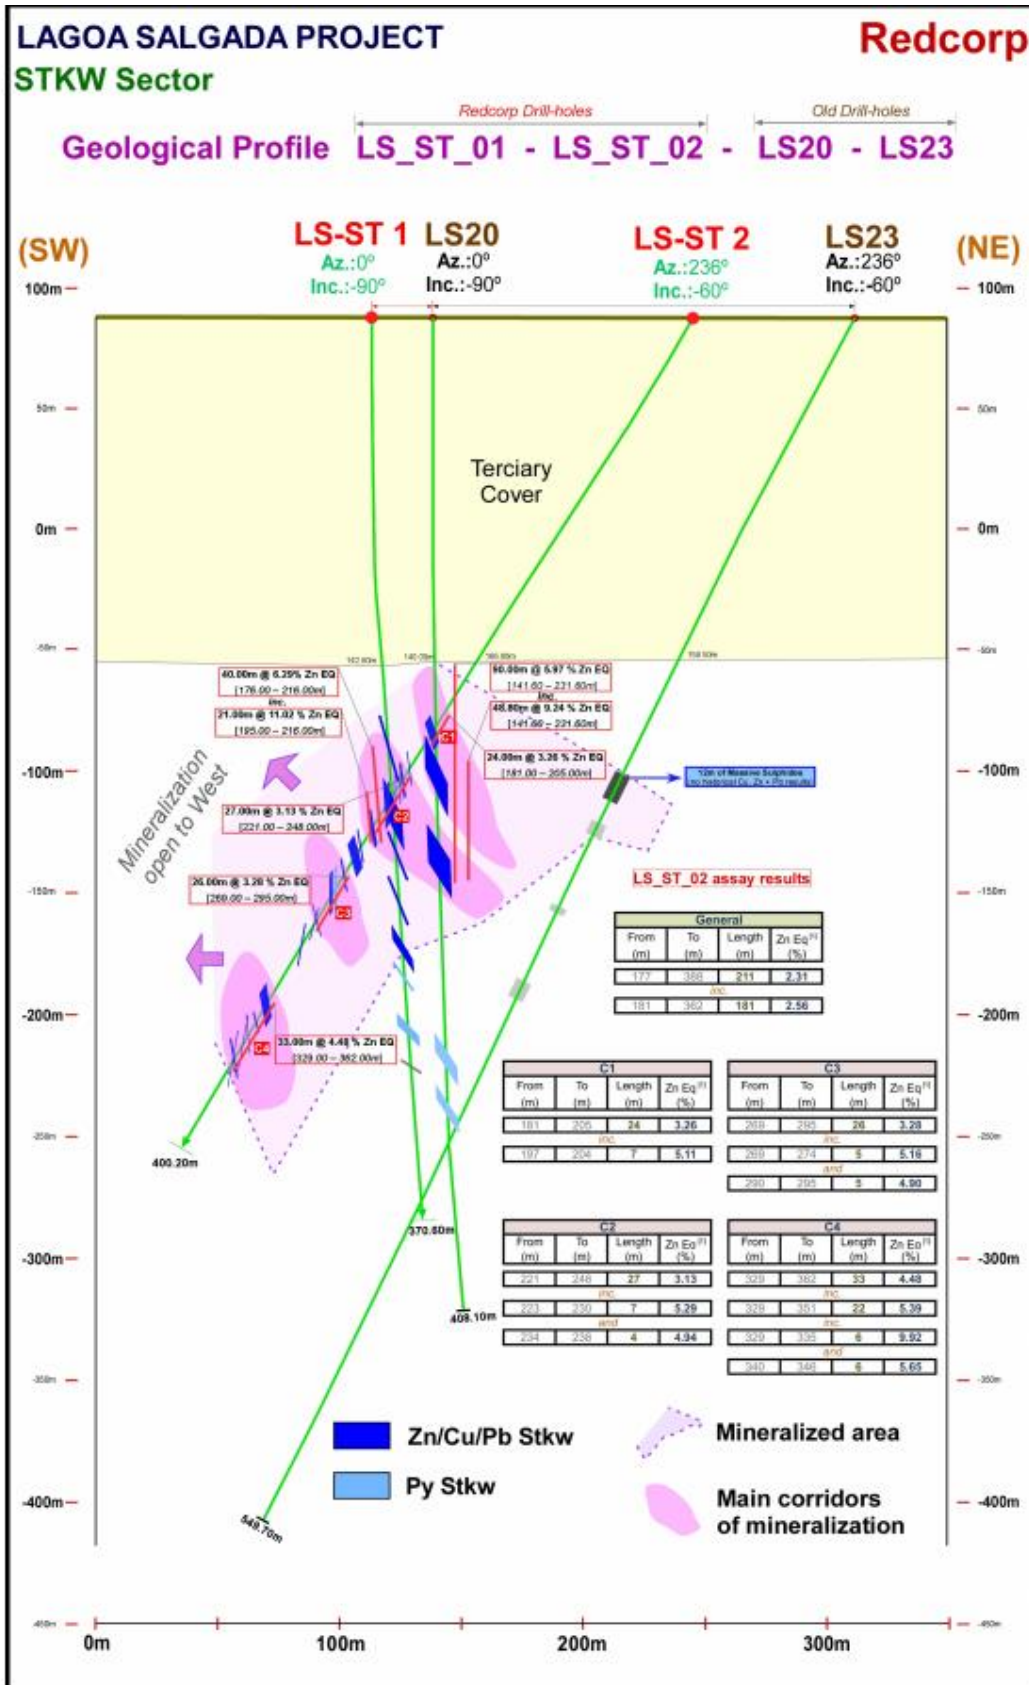 LAGOA SALGADA PROJECT
Redcorp
STKW Sector
Redcorp Drill-holes
Old Drill-holes
Geological Profile LS_ST_01 - LS_ST_02 - LS20 - LS23
(SW)
LS-ST 1
Az.:0º
Inc.:-90º
LS20
Az.:0º
Inc.:-90º
LS-ST 2
Az.:236º
Inc.:-60º
LS23
Az.:236º
Inc.:-60º
(NE)
100m
100m
50m
50m
Terciary
Cover
0m
0m
-50m
-50m
40.00m @ 6.29% Zn EQ
[176.00 – 216.00m]
inc.
21.00m @ 11.02 % Zn EQ
[195.00 – 216.00m]
90.00m @ 5.97 % Zn EQ
[141.60 – 231.60m]
inc.
48.80m @ 9.24 % Zn EQ
C1
24.00m @ 3.26 % Zn EQ
[181.00 – 205.00m]
-100m
-100m
12m of Massive Sulphides
(no historical Cu, Zn + Pb results)
27.00m @ 3.13 % Zn EQ
[221.00 – 248.00m]
C2
Mineralization
open to West
26.00m @ 3.28 % Zn EQ
[269.00 – 295.00m]
C3
-150m
-150m
LS_ST_02 assay results
General
From To Length Zn Eq
(m) (m) (m) (%)
177 388 211 2.31
inc.
181 362 181 2.56
-200m
-200m
33.00m @ 4.48 % Zn EQ
[329.00 – 362.00m]
C4
C1
From To Length Zn Eq
(m) (m) (m) (%)
181 205 24 3.26
inc.
197 204 7 5.11
C3
From To Length Zn Eq
(m) (m) (m) (%)
269 295 26 3.28
inc.
269 274 5 5.16
and
290 295 5 4.90
-250m
-250m
400.20m
370.60m
C2
From To Length Zn Eq
(m) (m) (m) (%)
221 248 27 3.13
inc.
223 230 7 5.29
and
234 238 4 4.94
C4
From To Length Zn Eq
(m) (m) (m) (%)
329 362 33 4.48
inc.
329 351 22 5.39
inc.
329 335 6 9.92
and
340 346 6 5.65
-300m
-300m
-350m
-350m
Zn/Cu/Pb Stkw
Py Stkw
Mineralized area
Main corridors
of mineralization
-400m
-400m
-450m
-450m
0m
100m
200m
300m